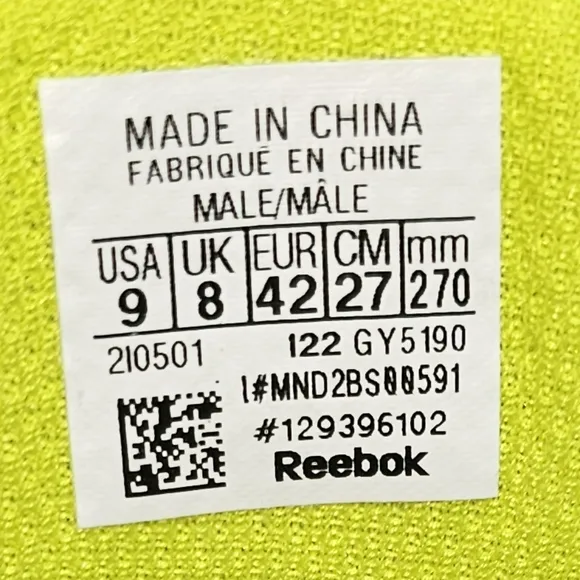 MADE IN CHINA
FABRIQUÉ EN CHINE
MALE/MÂLE
USA UK EUR CM mm
9 8 42 27 270
2I0501 122 GY5190
I#MND2BS00591
#129396102
Reebok